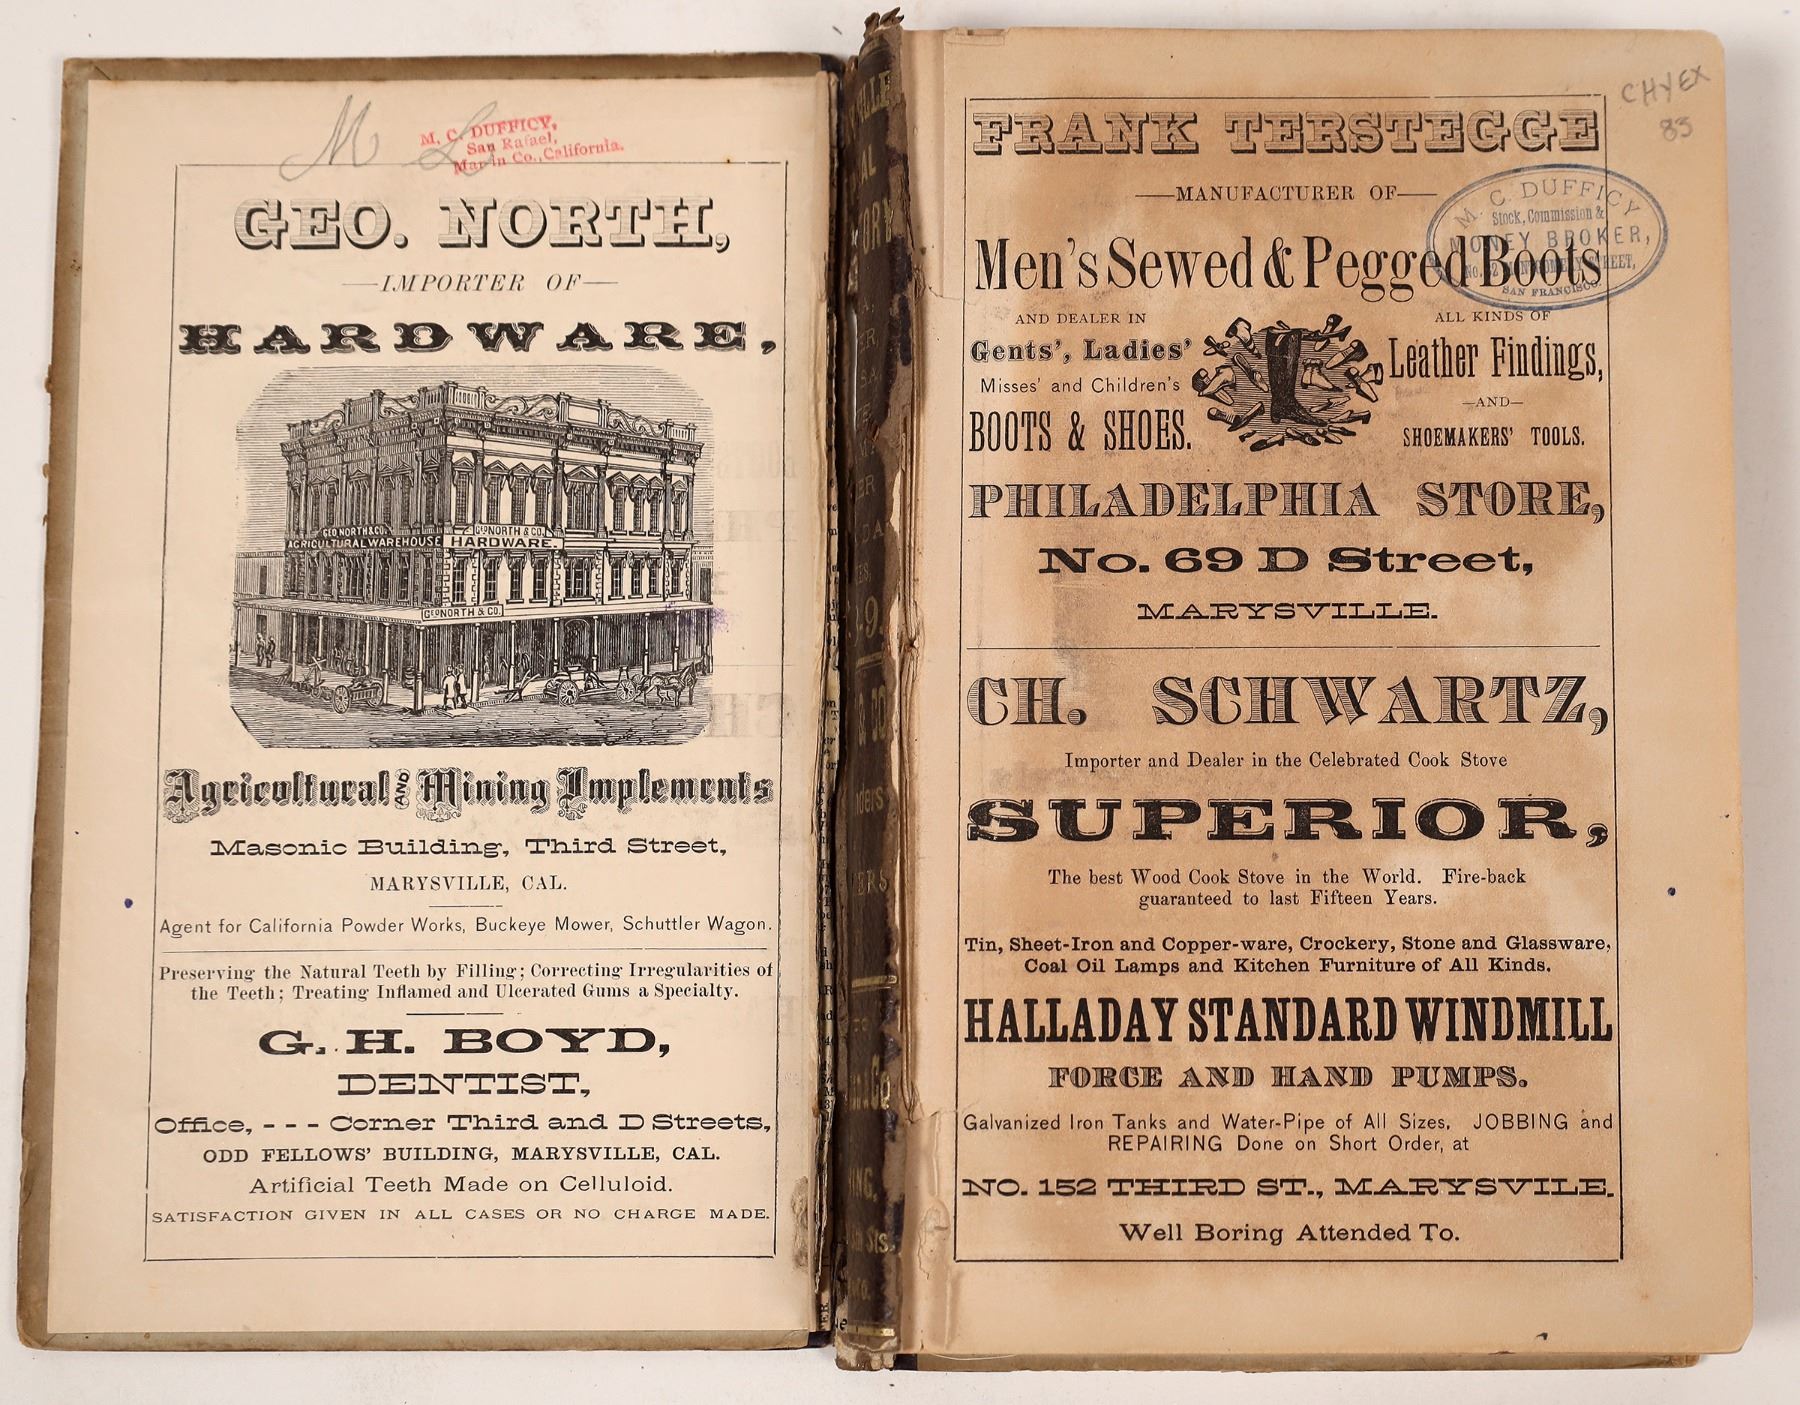 M. C. DUFFICY,
San Rafael,
Marin Co., California.
GEO. NORTH,
—IMPORTER OF—
HARDWARE,
GEO NORTH & CO.
AGRICULTURAL WAREHOUSE
GEO NORTH & CO.
HARDWARE.
GEO NORTH & CO.
Agricultural AND Mining Implements
Masonic Building, Third Street,
MARYSVILLE, CAL.
Agent for California Powder Works, Buckeye Mower, Schuttler Wagon.
Preserving the Natural Teeth by Filling; Correcting Irregularities of
the Teeth; Treating Inflamed and Ulcerated Gums a Specialty.
G. H. BOYD,
DENTIST,
Office, - - - Corner Third and D Streets,
ODD FELLOWS' BUILDING, MARYSVILLE, CAL.
Artificial Teeth Made on Celluloid.
SATISFACTION GIVEN IN ALL CASES OR NO CHARGE MADE.
CHYEX
83
FRANK TERSTEGGE
—MANUFACTURER OF—
M. C. DUFFICY
Stock, Commission &
MONEY BROKER,
STREET,
SAN FRANCISCO.
Men's Sewed & Pegged Boots
AND DEALER IN
Gents', Ladies'
Misses' and Children's
BOOTS & SHOES.
ALL KINDS OF
Leather Findings,
—AND—
SHOEMAKERS' TOOLS.
PHILADELPHIA STORE,
No. 69 D Street,
MARYSVILLE.
CH. SCHWARTZ,
Importer and Dealer in the Celebrated Cook Stove
SUPERIOR,
The best Wood Cook Stove in the World. Fire-back
guaranteed to last Fifteen Years.
Tin, Sheet-Iron and Copper-ware, Crockery, Stone and Glassware,
Coal Oil Lamps and Kitchen Furniture of All Kinds.
HALLADAY STANDARD WINDMILL
FORCE AND HAND PUMPS.
Galvanized Iron Tanks and Water-Pipe of All Sizes. JOBBING and
REPAIRING Done on Short Order, at
NO. 152 THIRD ST., MARYSVILE.
Well Boring Attended To.